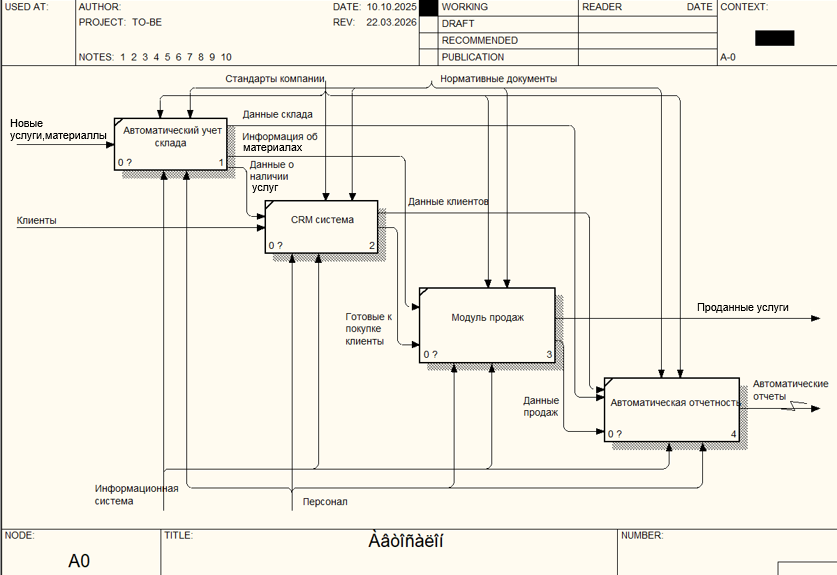 USED AT:
AUTHOR:
DATE: 10.10.2025
WORKING
READER
DATE
CONTEXT:
PROJECT: TO-BE
REV: 22.03.2026
DRAFT
RECOMMENDED
NOTES: 1 2 3 4 5 6 7 8 9 10
PUBLICATION
A-0
Стандарты компании
Нормативные документы
Новые
услуги,материаллы
Автоматический учет
склада
0 ?
1
Данные склада
Информация об
материалах
Данные о
наличии
услуг
Клиенты
CRM система
0 ?
2
Данные клиентов
Готовые к
покупке
клиенты
Модуль продаж
0 ?
3
Проданные услуги
Данные
продаж
Автоматическая отчетность
0 ?
4
Автоматические
отчеты
Информационная
система
Персонал
NODE:
A0
TITLE:
Àâòîñàëîí
NUMBER: